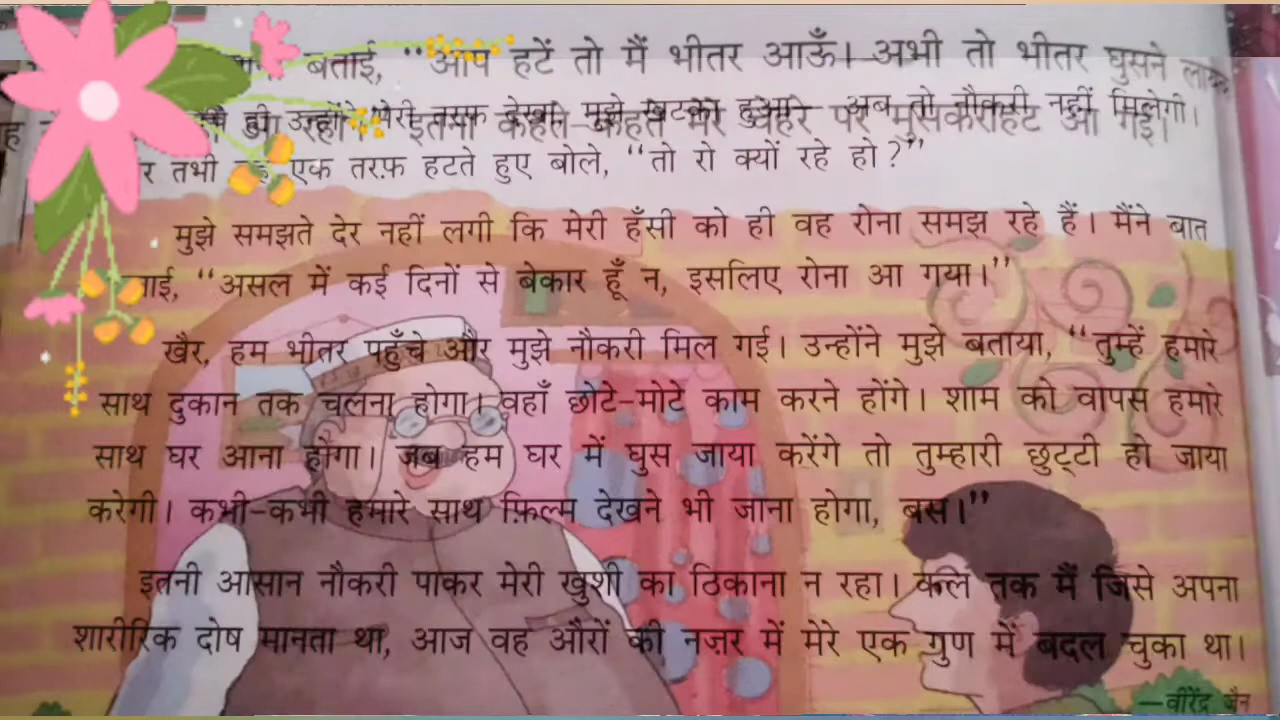 बताई, “आप हटें तो मैं भीतर आऊँ। अभी तो भीतर घुसने
ही उन्होंने मेरी तरफ़ देखा, मुझे खटका हुआ— अब तो नौकरी नहीं मिलेगी।
इतना कहते-कहते मेरे चेहरे पर मुसकराहट आ गई।
तभी एक तरफ़ हटते हुए बोले, “तो रो क्यों रहे हो?”
मुझे समझते देर नहीं लगी कि मेरी हँसी को ही वह रोना समझ रहे हैं। मैंने बात
“असल में कई दिनों से बेकार हूँ न, इसलिए रोना आ गया।”
खैर, हम भीतर पहुँचे और मुझे नौकरी मिल गई। उन्होंने मुझे बताया, “तुम्हें हमारे
साथ दुकान तक चलना होगा। वहाँ छोटे-मोटे काम करने होंगे। शाम को वापस हमारे
साथ घर आना होगा। जब हम घर में घुस जाया करेंगे तो तुम्हारी छुट्टी हो जाया
करेगी। कभी-कभी हमारे साथ फ़िल्म देखने भी जाना होगा, बस।”
इतनी आसान नौकरी पाकर मेरी खुशी का ठिकाना न रहा। कल तक मैं जिसे अपना
शारीरिक दोष मानता था, आज वह औरों की नज़र में मेरे एक गुण में बदल चुका था।
—वीरेंद्र जैन